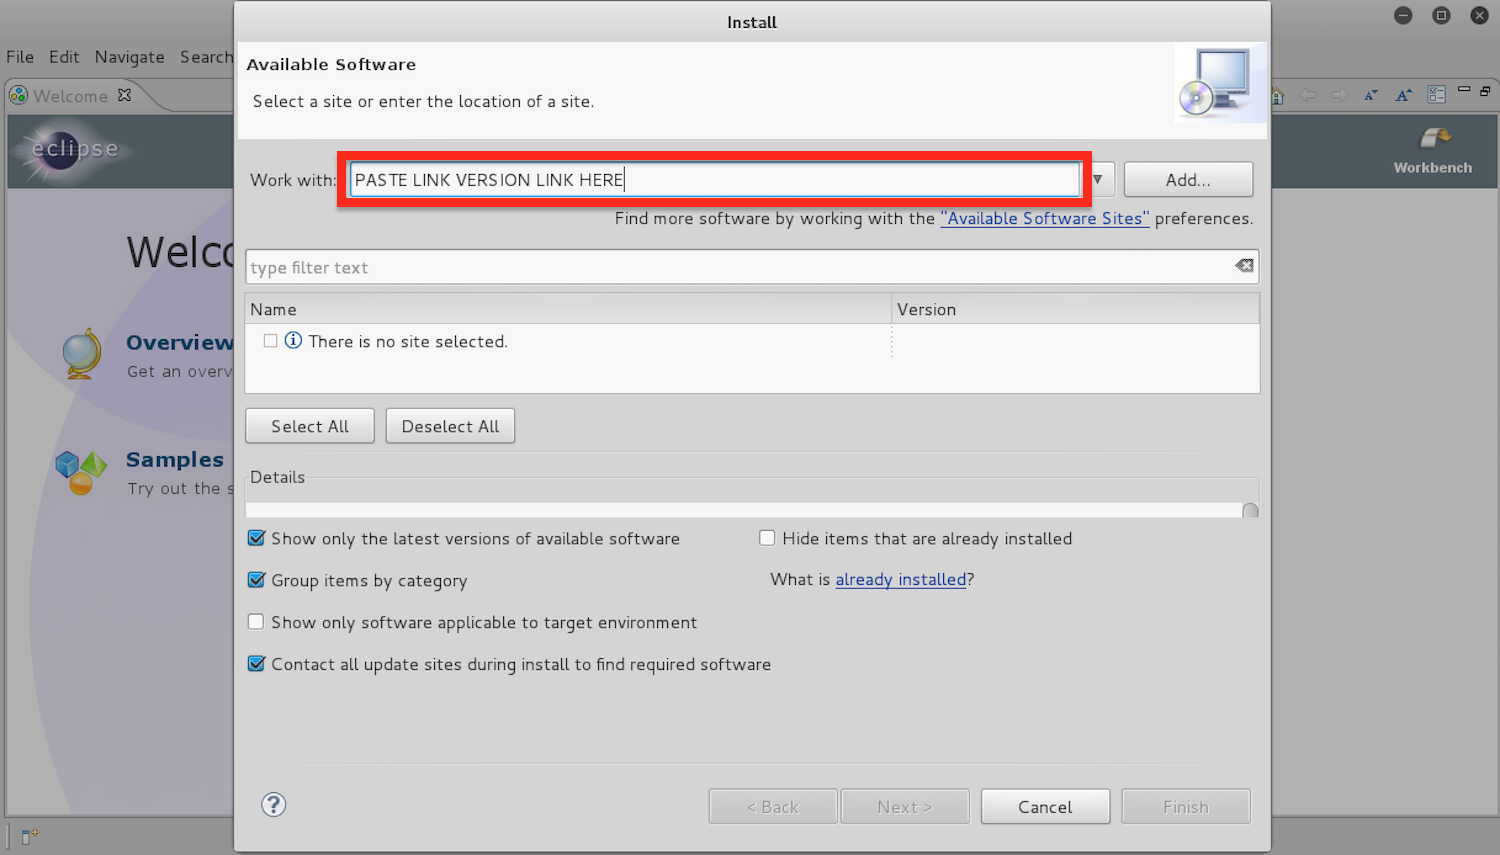 Install
File Edit Navigate Search
Available Software
Select a site or enter the location of a site.
Welcome
eclipse
Workbench
Work with: PASTE LINK VERSION LINK HERE Add...
Find more software by working with the "Available Software Sites" preferences.
Welco
type filter text
Name Version
There is no site selected.
Overview
Get an overv
Select All Deselect All
Samples
Try out the s
Details
Show only the latest versions of available software Hide items that are already installed
Group items by category What is already installed?
Show only software applicable to target environment
Contact all update sites during install to find required software
? < Back Next > Cancel Finish